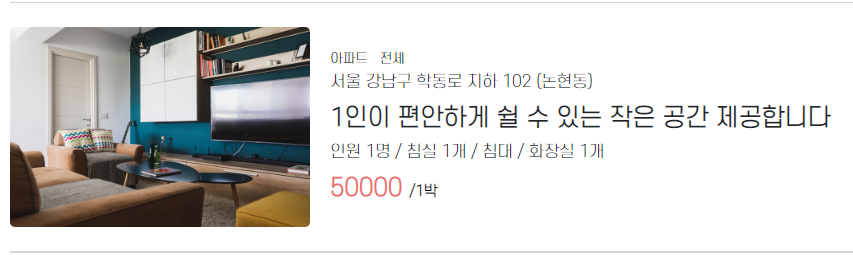 아파트 전세
서울 강남구 학동로 지하 102 (논현동)
1인이 편안하게 쉴 수 있는 작은 공간 제공합니다
인원 1명 / 침실 1개 / 침대 / 화장실 1개
50000 /1박